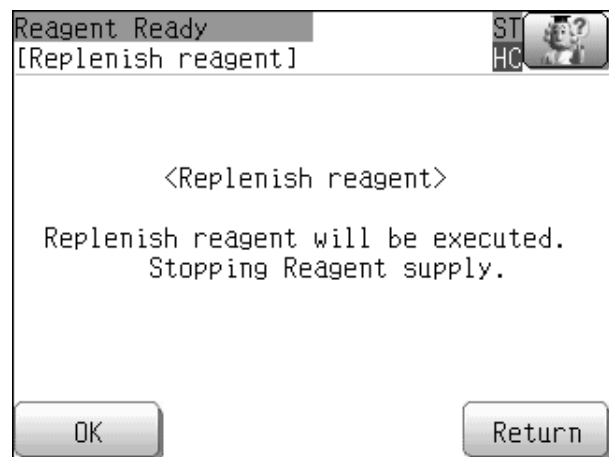 Reagent Ready
ST
[Replenish reagent]
HC
?
<Replenish reagent>
Replenish reagent will be executed.
Stopping Reagent supply.
OK
Return